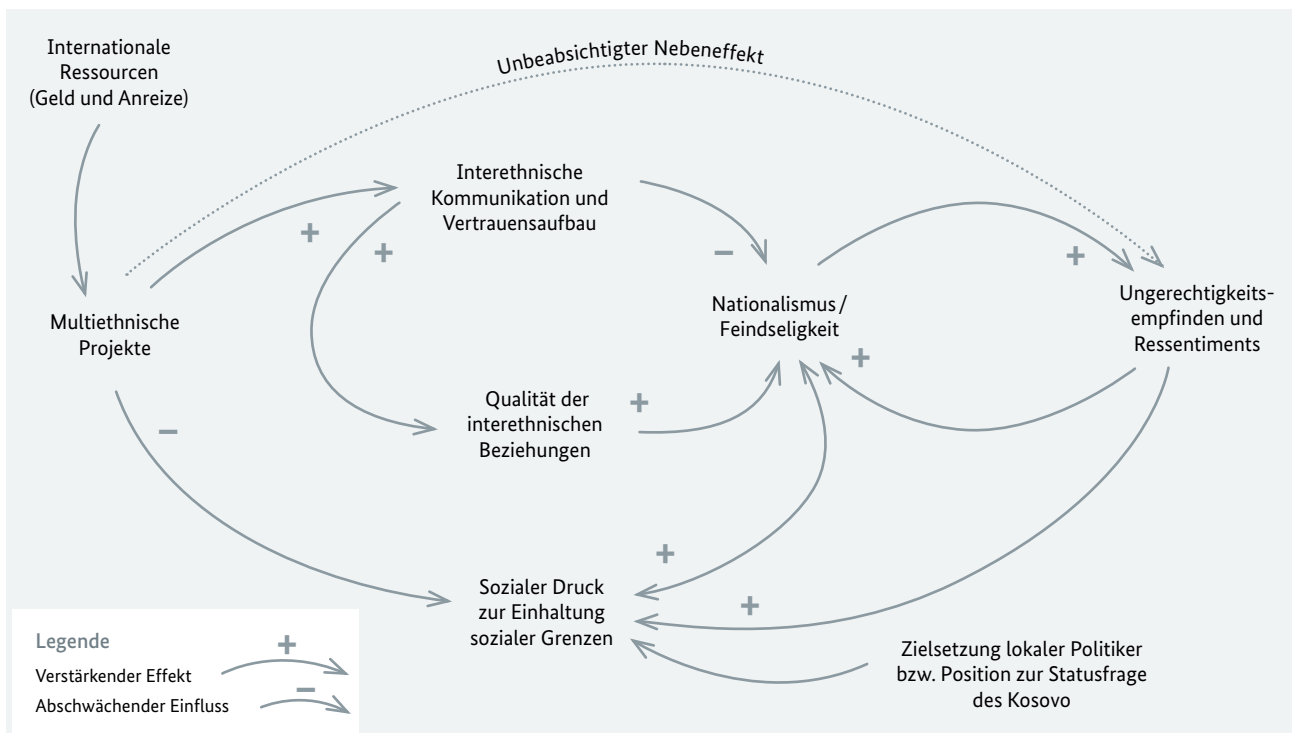 Internationale
Ressourcen
(Geld und Anreize)
Unbeabsichtigter Nebeneffekt
Interethnische
Kommunikation und
Vertrauensaufbau
+
+
−
+
Multiethnische
Projekte
Nationalismus /
Feindseligkeit
Ungerechtigkeits-
empfinden und
Ressentiments
+
−
Qualität der
interethnischen
Beziehungen
+
+
+
Sozialer Druck
zur Einhaltung
sozialer Grenzen
Zielsetzung lokaler Politiker
bzw. Position zur Statusfrage
des Kosovo
Legende
+
Verstärkender Effekt
−
Abschwächender Einfluss